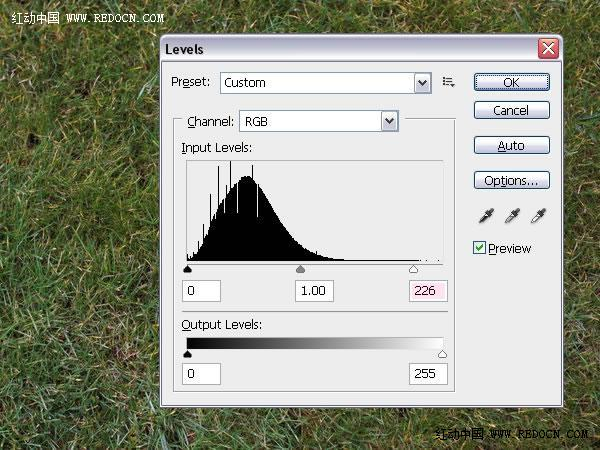 红动中国 www.REDOCN.COM
Levels
Preset: Custom
OK
Channel: RGB
Cancel
Input Levels:
Auto
Options...
Preview
0 1.00 226
Output Levels:
0 255
红动中国 www.REDOCN.COM